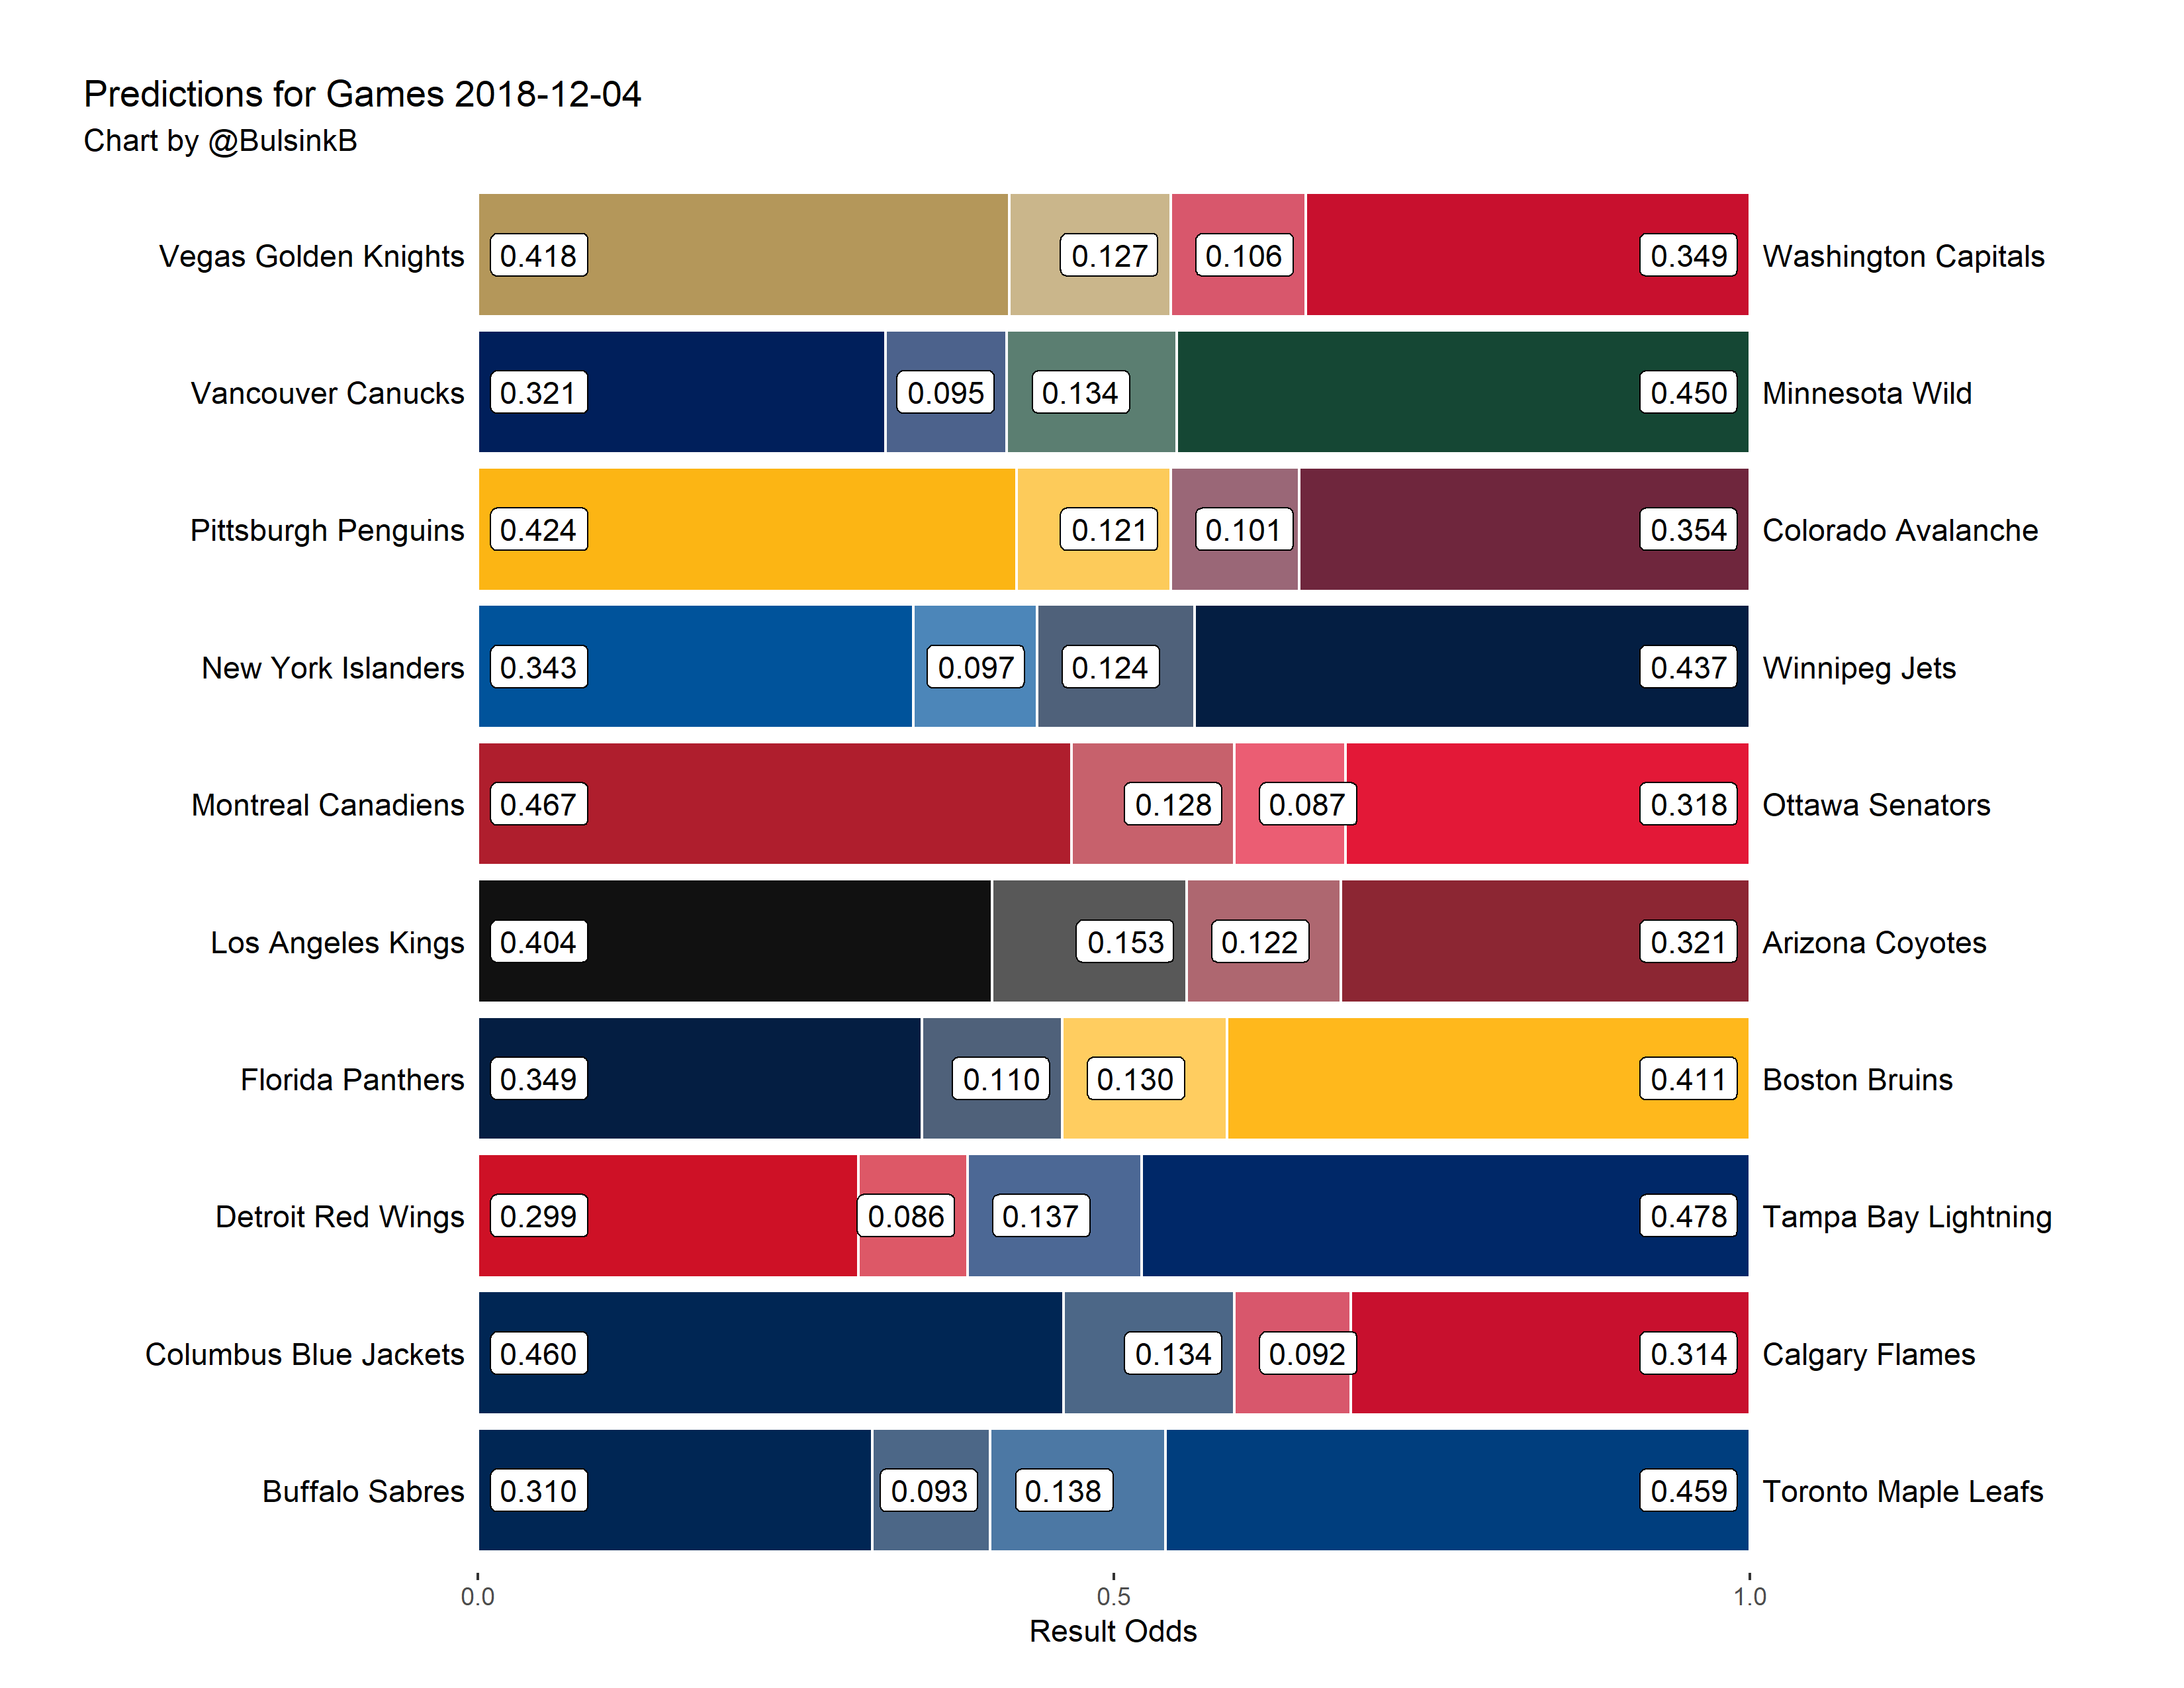 Predictions for Games 2018-12-04
Chart by @BulsinkB
Vegas Golden Knights 0.418 0.127 0.106 0.349 Washington Capitals
Vancouver Canucks 0.321 0.095 0.134 0.450 Minnesota Wild
Pittsburgh Penguins 0.424 0.121 0.101 0.354 Colorado Avalanche
New York Islanders 0.343 0.097 0.124 0.437 Winnipeg Jets
Montreal Canadiens 0.467 0.128 0.087 0.318 Ottawa Senators
Los Angeles Kings 0.404 0.153 0.122 0.321 Arizona Coyotes
Florida Panthers 0.349 0.110 0.130 0.411 Boston Bruins
Detroit Red Wings 0.299 0.086 0.137 0.478 Tampa Bay Lightning
Columbus Blue Jackets 0.460 0.134 0.092 0.314 Calgary Flames
Buffalo Sabres 0.310 0.093 0.138 0.459 Toronto Maple Leafs
0.0 0.5 1.0
Result Odds